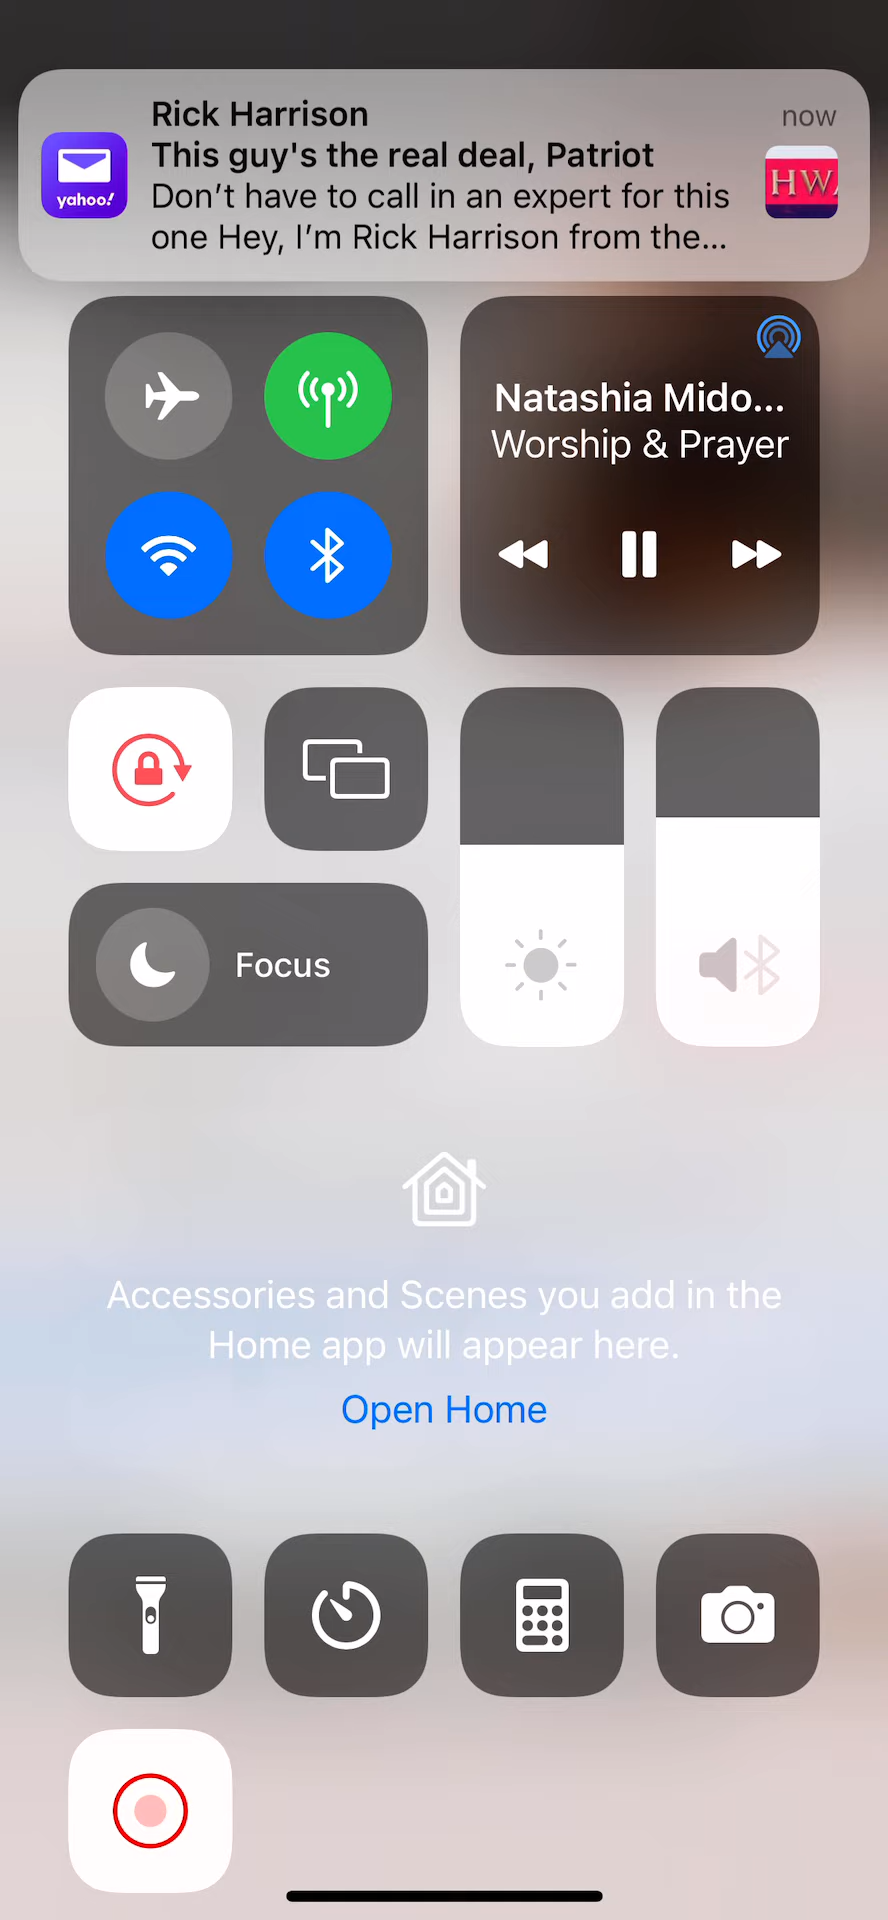 Rick Harrison
now
This guy's the real deal, Patriot
Don’t have to call in an expert for this
one Hey, I’m Rick Harrison from the...
yahoo!
HWA
Natashia Mido...
Worship & Prayer
Focus
Accessories and Scenes you add in the
Home app will appear here.
Open Home